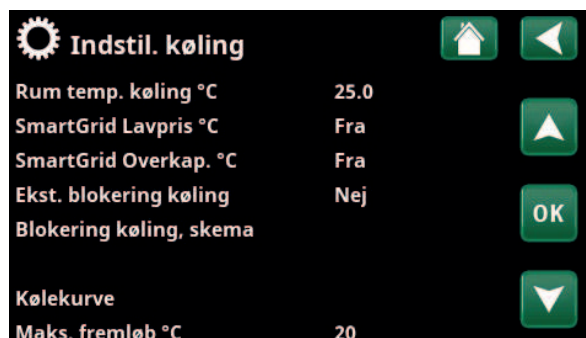 Indstil. køling
Rum temp. køling °C 25.0
SmartGrid Lavpris °C Fra
SmartGrid Overkap. °C Fra
Ekst. blokering køling Nej
OK
Blokering køling, skema
Kølekurve
Maks. fremløb °C 20